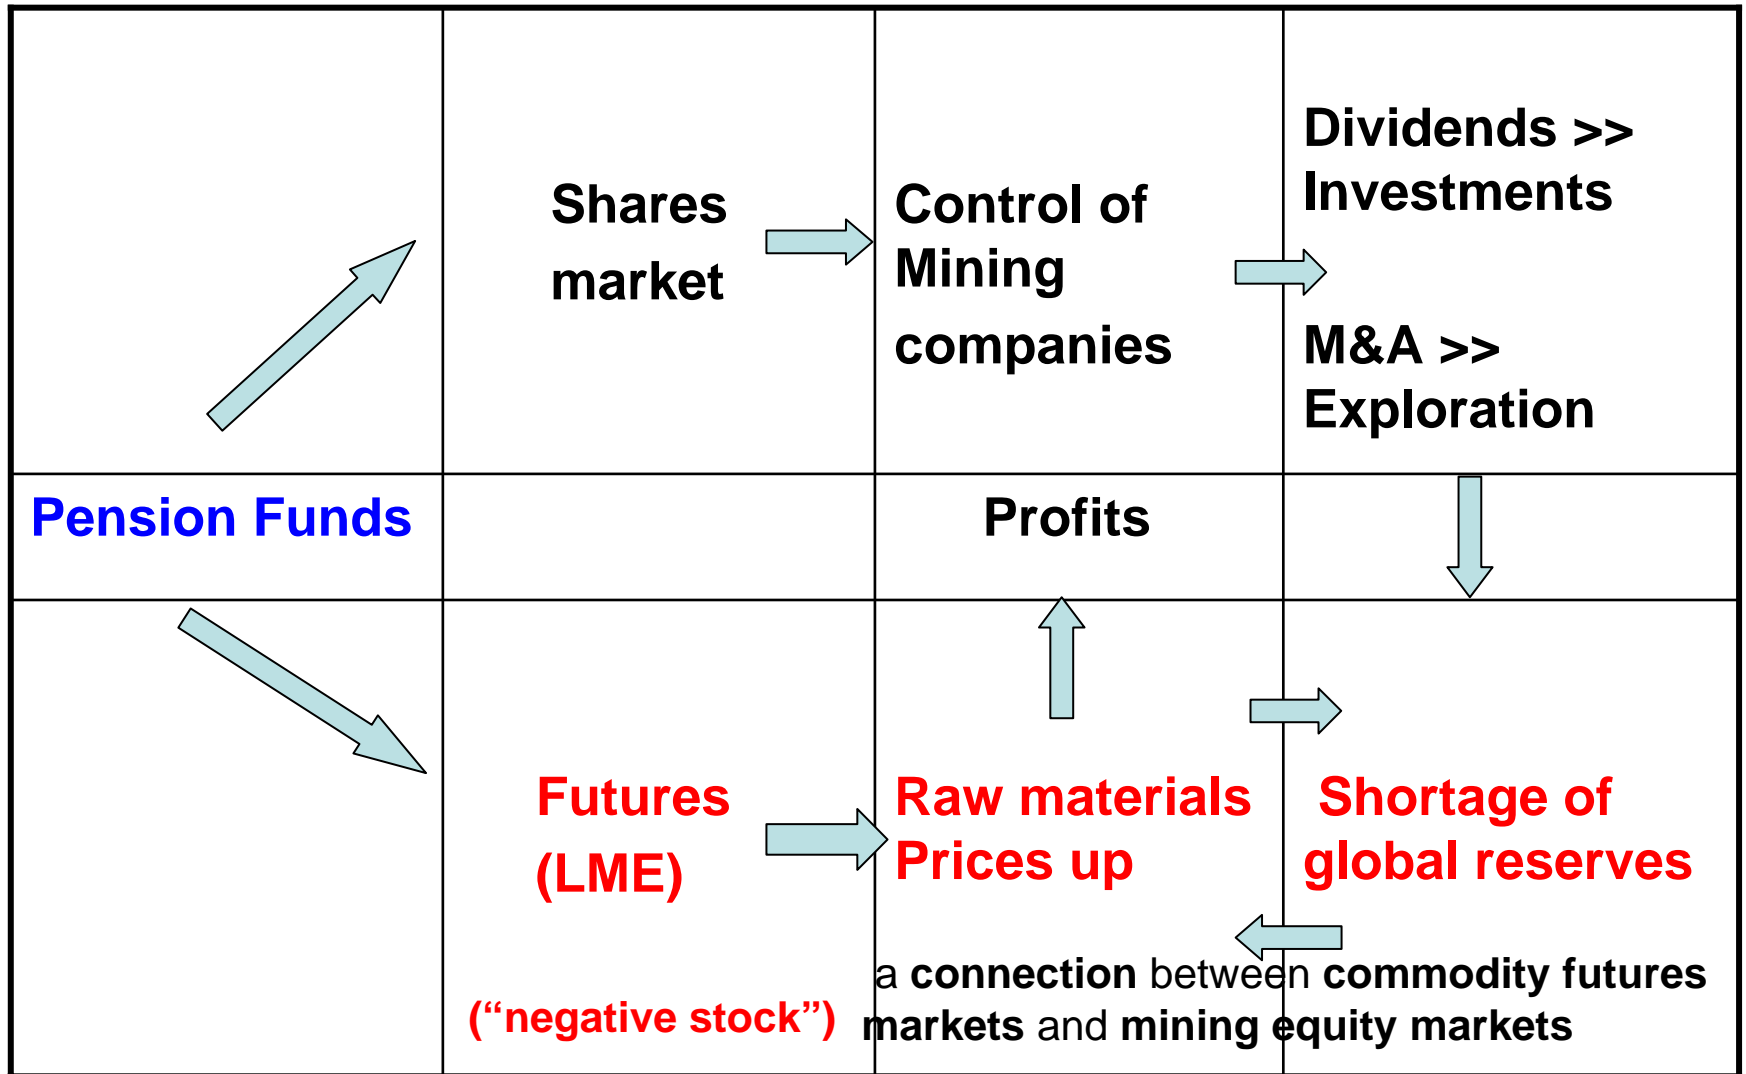 Shares
market
Control of
Mining
companies
Dividends >>
Investments
M&A >>
Exploration
Pension Funds
Profits
Futures
(LME)
(“negative stock”)
Raw materials
Prices up
Shortage of
global reserves
a connection between commodity futures
markets and mining equity markets